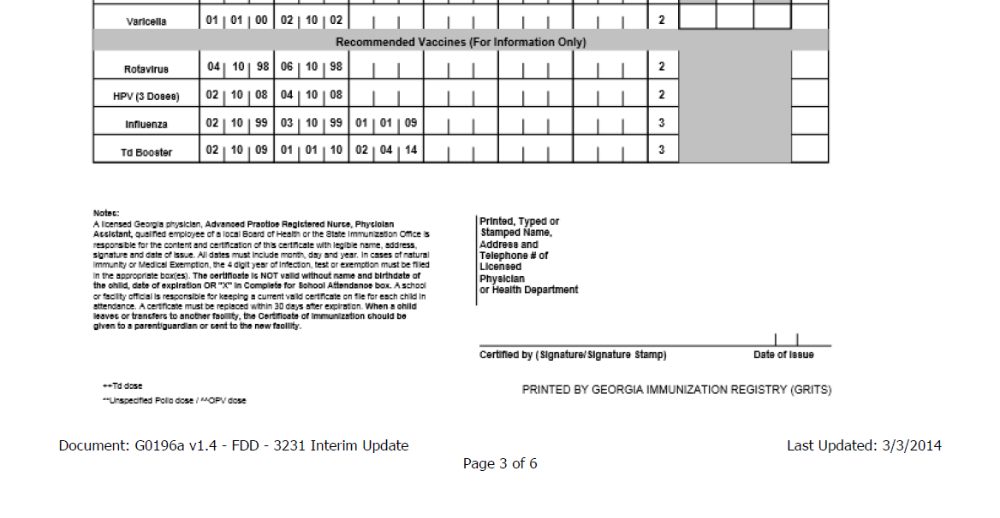 Varicella 01 | 01 | 00 02 | 10 | 02 2
Recommended Vaccines (For Information Only)
Rotavirus 04 | 10 | 98 06 | 10 | 98 2
HPV (3 Doses) 02 | 10 | 08 04 | 10 | 08 2
Influenza 02 | 10 | 99 03 | 10 | 99 01 | 01 | 09 3
Td Booster 02 | 10 | 09 01 | 01 | 10 02 | 04 | 14 3
Notes:
A licensed Georgia physician, Advanced Practice Registered Nurse, Physician
Assistant, qualified employee of a local Board of Health or the State Immunization Office is
responsible for the content and certification of this certificate with legible name, address,
signature and date of issue. All dates must include month, day and year. In cases of natural
immunity or Medical Exemption, the 4 digit year of infection, test or exemption must be filled
in the appropriate box(es). The certificate is NOT valid without name and birthdate of
the child, date of expiration OR "X" in Complete for School Attendance box. A school
or facility official is responsible for keeping a current valid certificate on file for each child in
attendance. A certificate must be replaced within 30 days after expiration. When a child
leaves or transfers to another facility, the Certificate of Immunization should be
given to a parent/guardian or sent to the new facility.
Printed, Typed or
Stamped Name,
Address and
Telephone # of
Licensed
Physician
or Health Department
Certified by (Signature/Signature Stamp) Date of Issue
++Td dose
**Unspecified Polio dose / ^^OPV dose
PRINTED BY GEORGIA IMMUNIZATION REGISTRY (GRITS)
Document: G0196a v1.4 - FDD - 3231 Interim Update Last Updated: 3/3/2014
Page 3 of 6